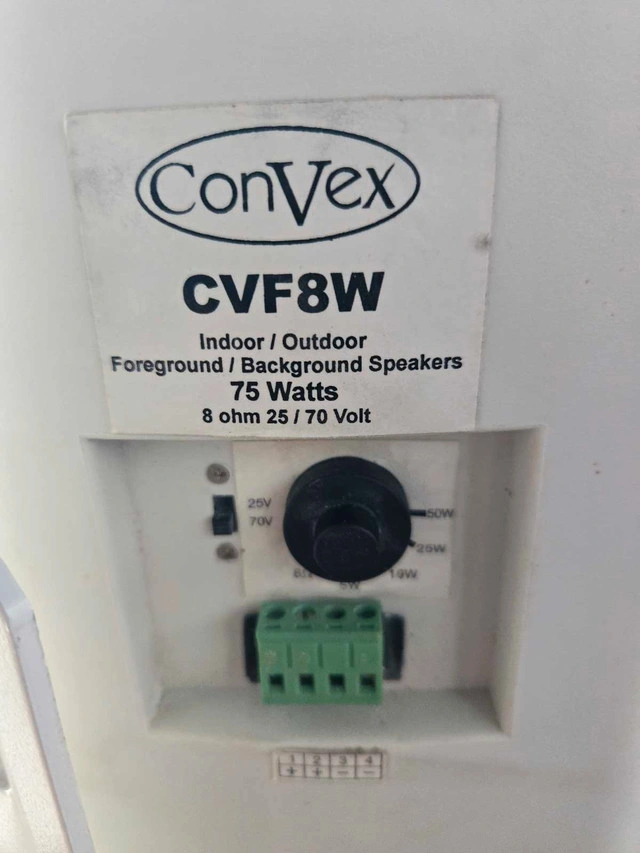 ConVex
CVF8W
Indoor / Outdoor
Foreground / Background Speakers
75 Watts
8 ohm 25 / 70 Volt
25V
70V
50W
25W
5W
1 2 3 4
+ + - -